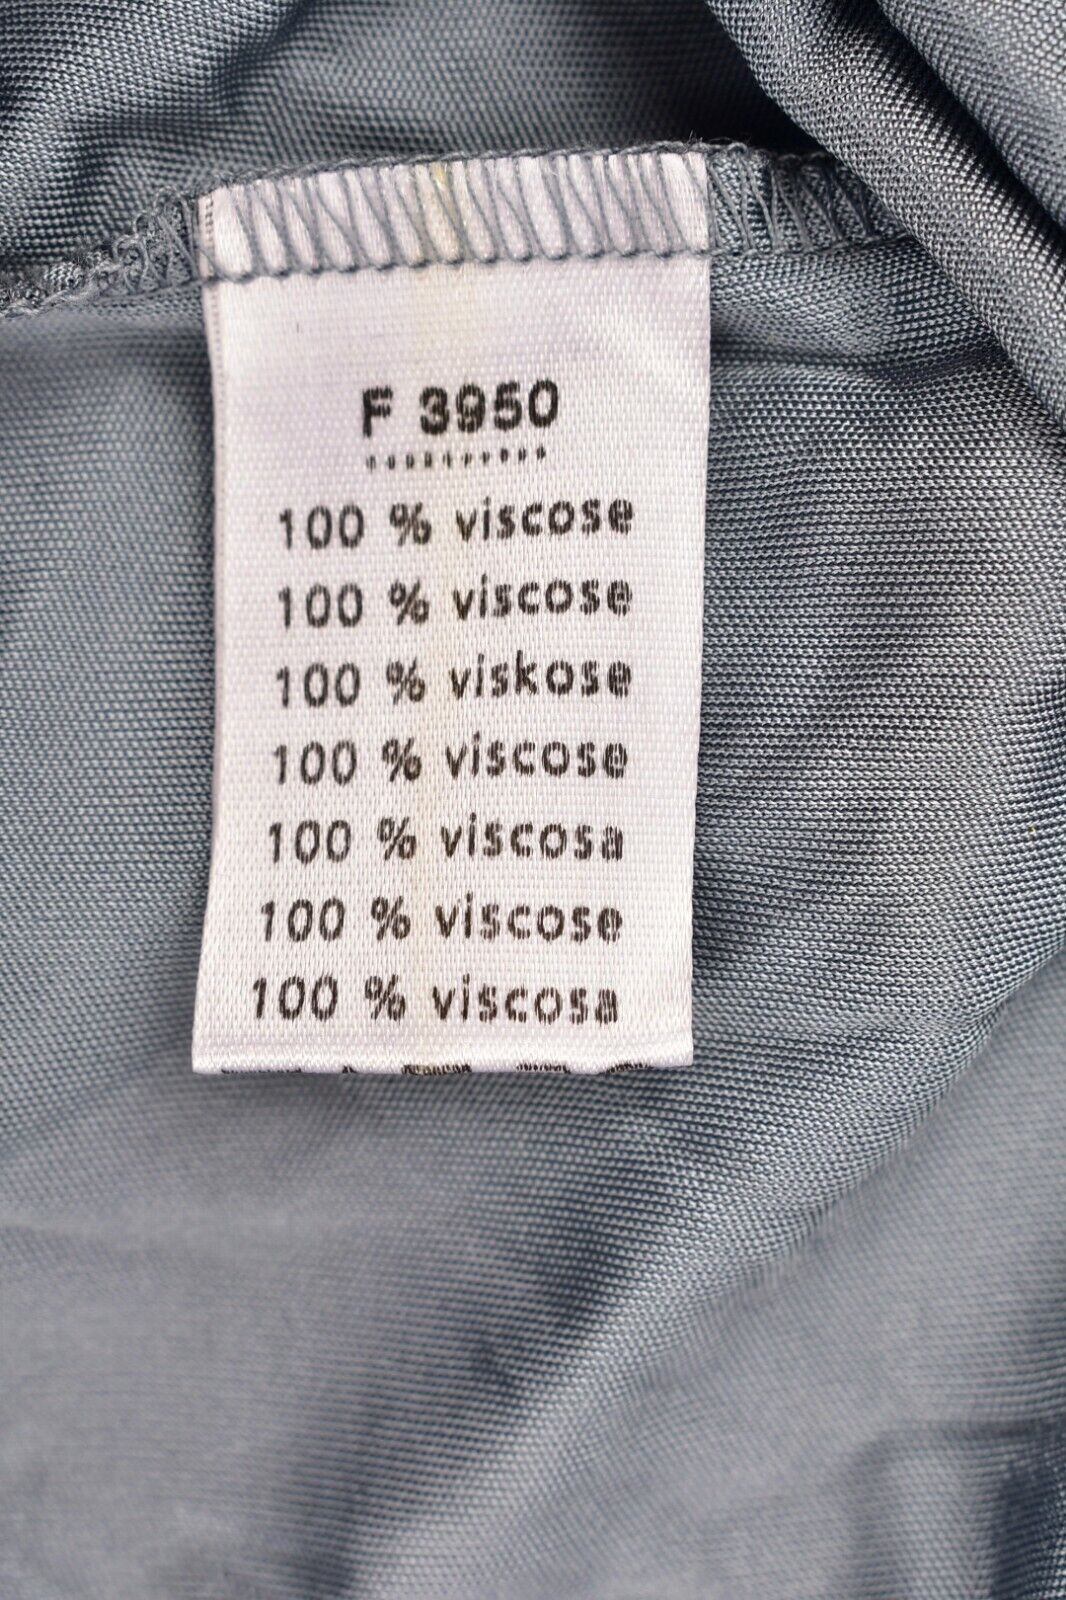 F 3950
100 % viscose
100 % viscose
100 % viskose
100 % viscose
100 % viscosa
100 % viscose
100 % viscosa